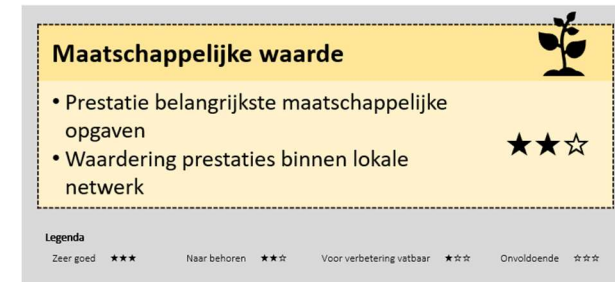 Maatschappelijke waarde
• Prestatie belangrijkste maatschappelijke
opgaven
• Waardering prestaties binnen lokale
netwerk
★★☆
Legenda
Zeer goed ★★★ Naar behoren ★★☆ Voor verbetering vatbaar ★☆☆ Onvoldoende ☆☆☆